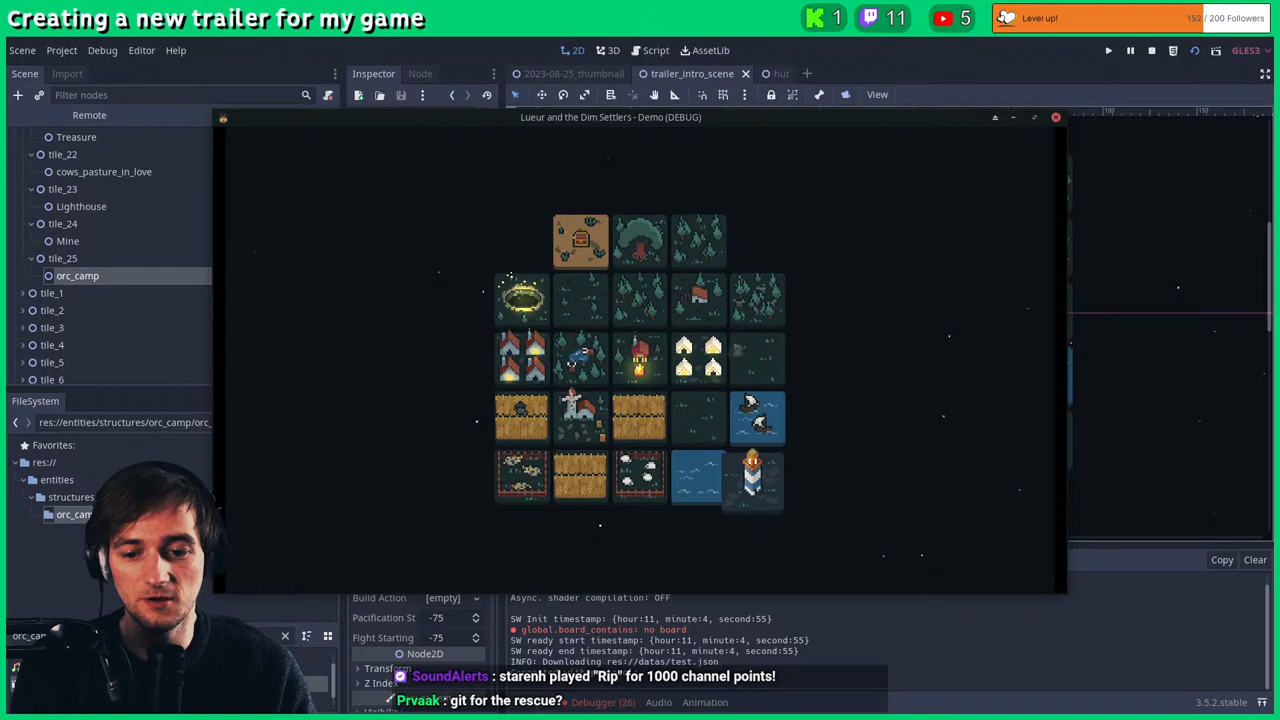 Creating a new trailer for my game
1
11
5
Level up!
152 / 200 Followers
Scene Project Debug Editor Help
2D 3D Script AssetLib
GLES3
Scene Import
Inspector Node
2023-08-25_thumbnail
trailer_intro_scene
hut
Filter nodes
View
Remote
Lueur and the Dim Settlers - Demo (DEBUG)
100
150
Treasure
tile_22
cows_pasture_in_love
tile_23
Lighthouse
tile_24
Mine
tile_25
orc_camp
tile_1
tile_2
tile_3
tile_4
tile_5
tile 6
FileSystem
res://entities/structures/orc_camp/orc_
Favorites:
res://
entities
structures
orc_cam
orc_cam
Build Action [empty]
Pacification St -75
Fight Starting -75
Node2D
Transform
Z Index
Copy Clear
Async. shader compilation: OFF
SW Init timestamp: {hour:11, minute:4, second:55}
global.board_contains: no board
SW ready start timestamp: {hour:11, minute:4, second:55}
SW ready end timestamp: {hour:11, minute:4, second:55}
INFO: Downloading res://datas/test.json
SoundAlerts : starenh played "Rip" for 1000 channel points!
Prvaak : git for the rescue?
Debugger (26) Audio Animation
3.5.2.stable